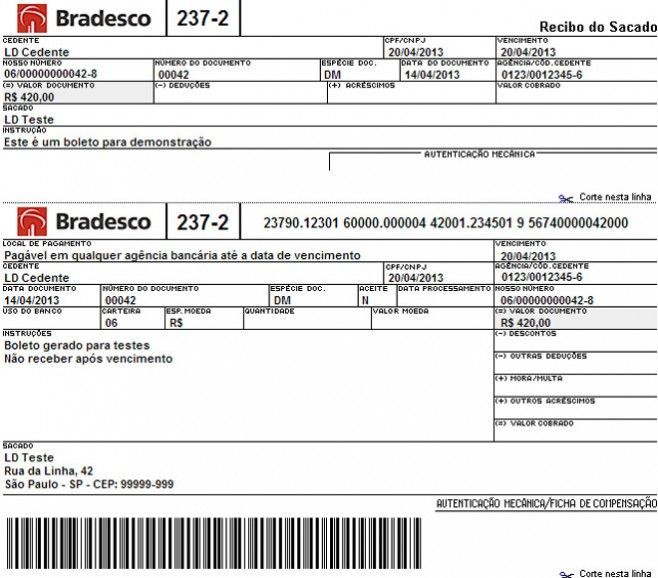 Bradesco 237-2 Recibo do Sacado
CEDENTE CPF/CNPJ VENCIMENTO
LD Cedente 20/04/2013 20/04/2013
NOSSO NÚMERO NÚMERO DO DOCUMENTO ESPÉCIE DOC. DATA DO DOCUMENTO AGÊNCIA/CÓD.CEDENTE
06/00000000042-8 00042 DM 14/04/2013 0123/0012345-6
(=) VALOR DOCUMENTO (-) DEDUÇÕES (+) ACRÉSCIMOS VALOR COBRADO
R$ 420,00
SACADO
LD Teste
INSTRUÇÃO
Este é um boleto para demonstração
AUTENTICAÇÃO MECÂNICA
Corte nesta linha
Bradesco 237-2 23790.12301 60000.000004 42001.234501 9 56740000042000
LOCAL DE PAGAMENTO VENCIMENTO
Pagável em qualquer agência bancária até a data de vencimento 20/04/2013
CEDENTE CPF/CNPJ AGÊNCIA/CÓD.CEDENTE
LD Cedente 20/04/2013 0123/0012345-6
DATA DOCUMENTO NÚMERO DO DOCUMENTO ESPÉCIE DOC. ACEITE DATA PROCESSAMENTO NOSSO NÚMERO
14/04/2013 00042 DM N 06/00000000042-8
USO DO BANCO CARTEIRA ESP. MOEDA QUANTIDADE VALOR MOEDA (=) VALOR DOCUMENTO
06 R$ R$ 420,00
INSTRUÇÕES (-) DESCONTOS
Boleto gerado para testes
Não receber após vencimento (-) OUTRAS DEDUÇÕES
(+) MORA/MULTA
(+) OUTROS ACRÉSCIMOS
(=) VALOR COBRADO
SACADO
LD Teste
Rua da Linha, 42
São Paulo - SP - CEP: 99999-999
AUTENTICAÇÃO MECÂNICA/FICHA DE COMPENSAÇÃO
Corte nesta linha